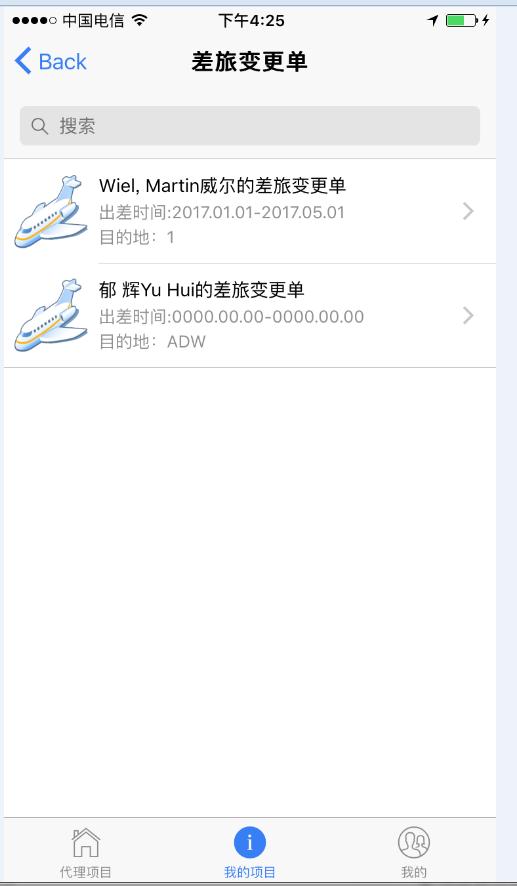 中国电信 下午4:25
Back 差旅变更单
搜索
Wiel, Martin威尔的差旅变更单
出差时间:2017.01.01-2017.05.01
目的地：1
郁 辉Yu Hui的差旅变更单
出差时间:0000.00.00-0000.00.00
目的地：ADW
代理项目 我的项目 我的